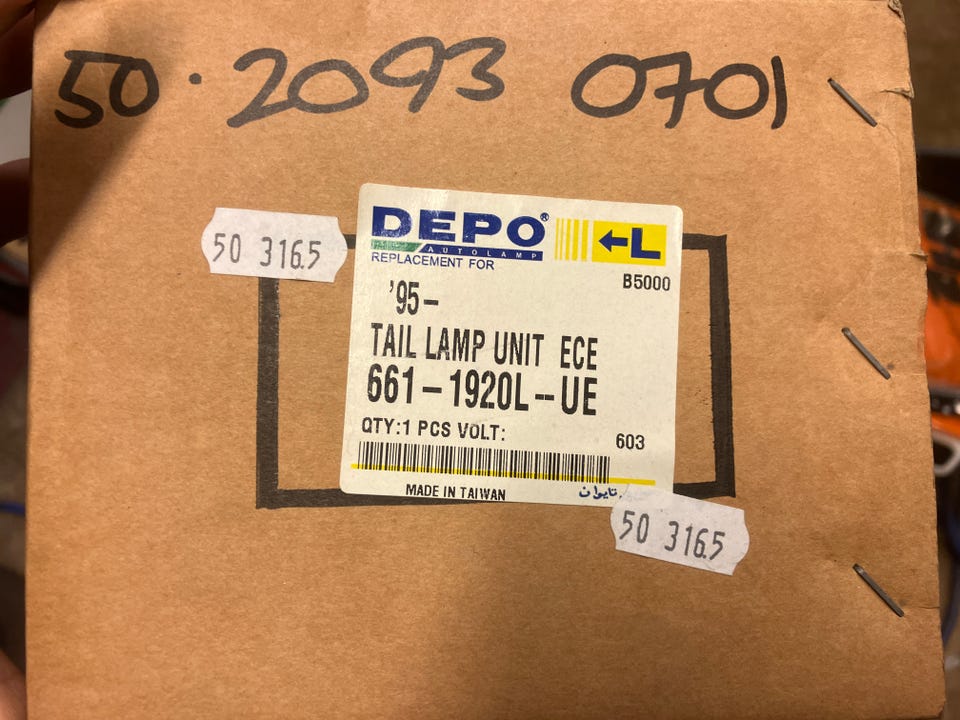 50·2093 0701
50 316.5
DEPO®
AUTOLAMP
L
REPLACEMENT FOR
B5000
'95-
TAIL LAMP UNIT ECE
661-1920L-UE
QTY:1 PCS VOLT:
603
MADE IN TAIWAN
تايوان
50 316.5